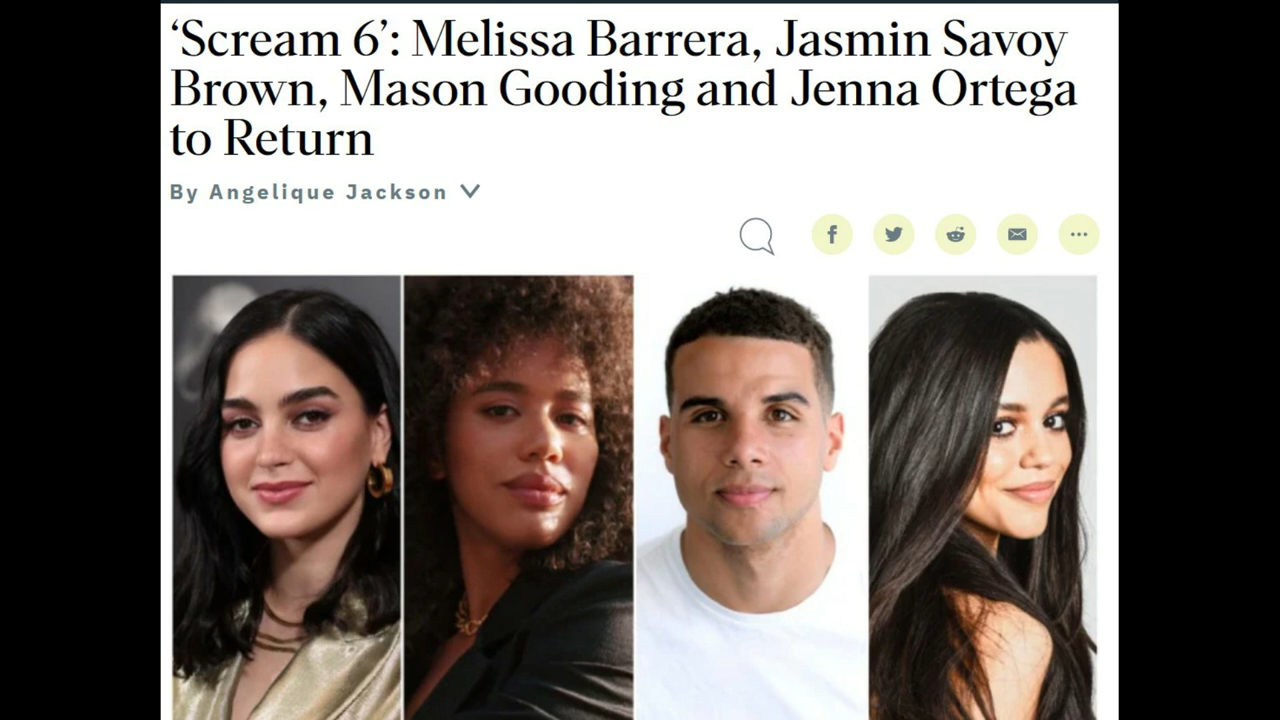 ‘Scream 6’: Melissa Barrera, Jasmin Savoy
Brown, Mason Gooding and Jenna Ortega
to Return
By Angelique Jackson